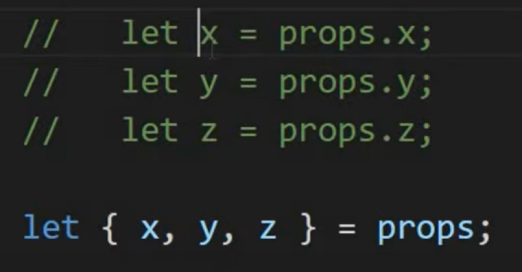 //   let x = props.x;
//   let y = props.y;
//   let z = props.z;
let { x, y, z } = props;